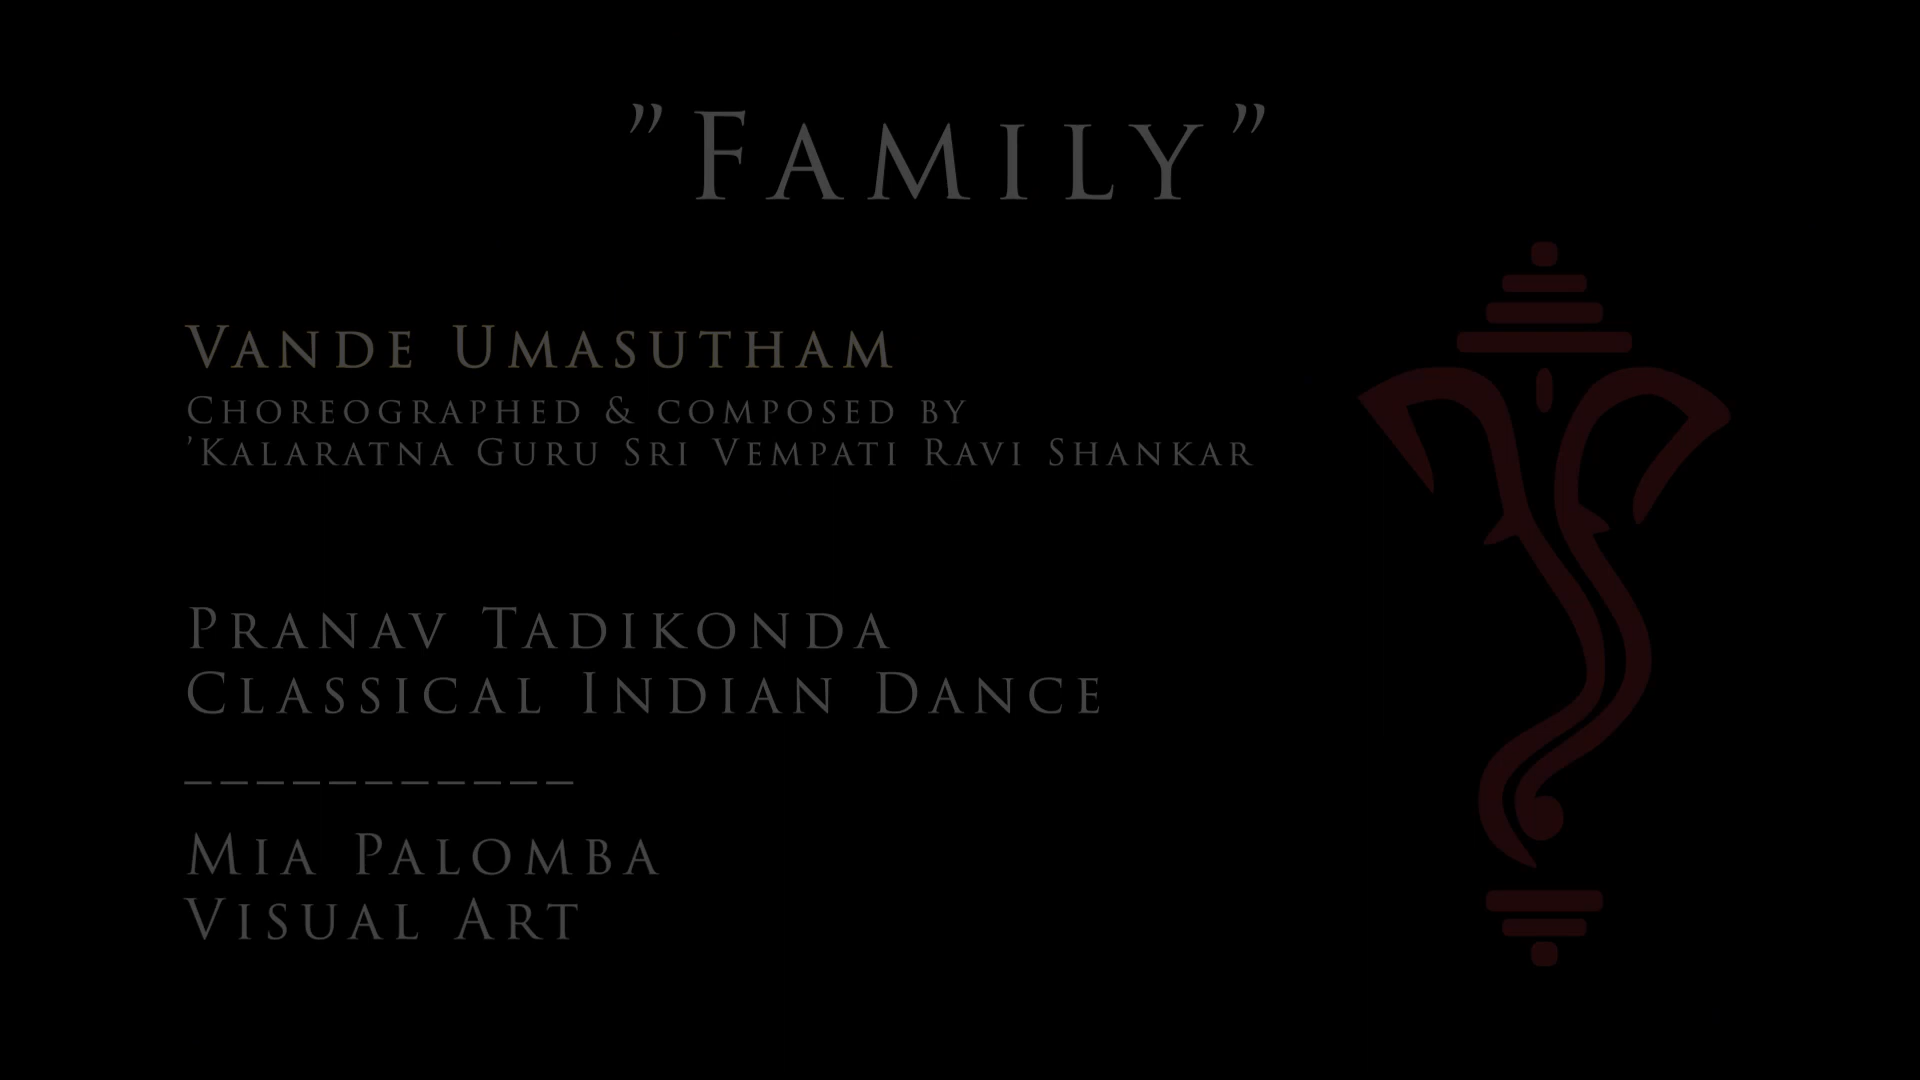 ”Family”
Vande Umasutham
Choreographed & composed by
’Kalaratna Guru Sri Vempati Ravi Shankar
Pranav Tadikonda
Classical Indian Dance
___________
Mia Palomba
Visual Art